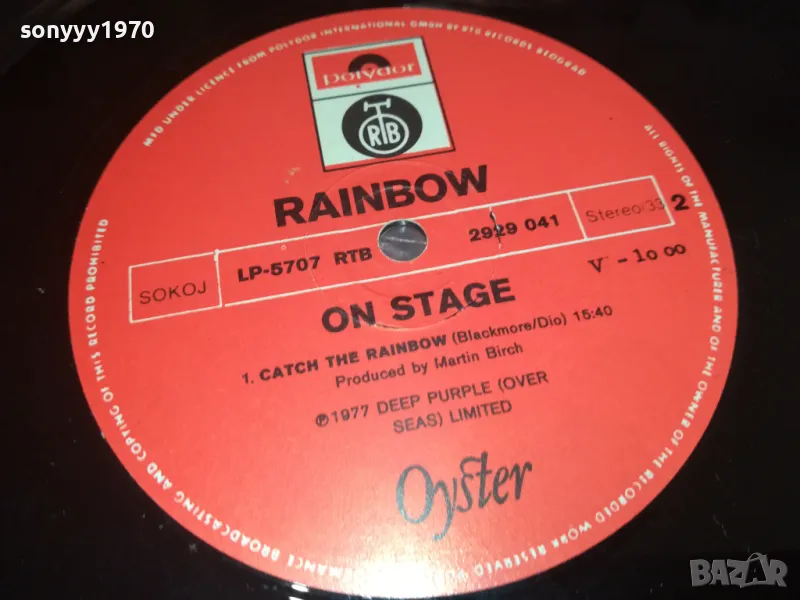 sonyyy1970
MFD UNDER LICENCE FROM POLYDOR INTERNATIONAL GMBH BY RTB RECORDS BEOGRAD
ALL RIGHTS OF THE MANUFACTURER AND OF THE OWNER OF THE RECORDED WORK RESERVED
RMANCE BROADCASTING AND COPYING OF THIS RECORD PROHIBITED
Polydor
RTB
RAINBOW
SOKOJ LP-5707 RTB 2929 041 Stereo 33 2
V - 10 00
ON STAGE
1. CATCH THE RAINBOW (Blackmore/Dio) 15:40
Produced by Martin Birch
℗1977 DEEP PURPLE (OVER
SEAS) LIMITED
Oyster
BAZAR